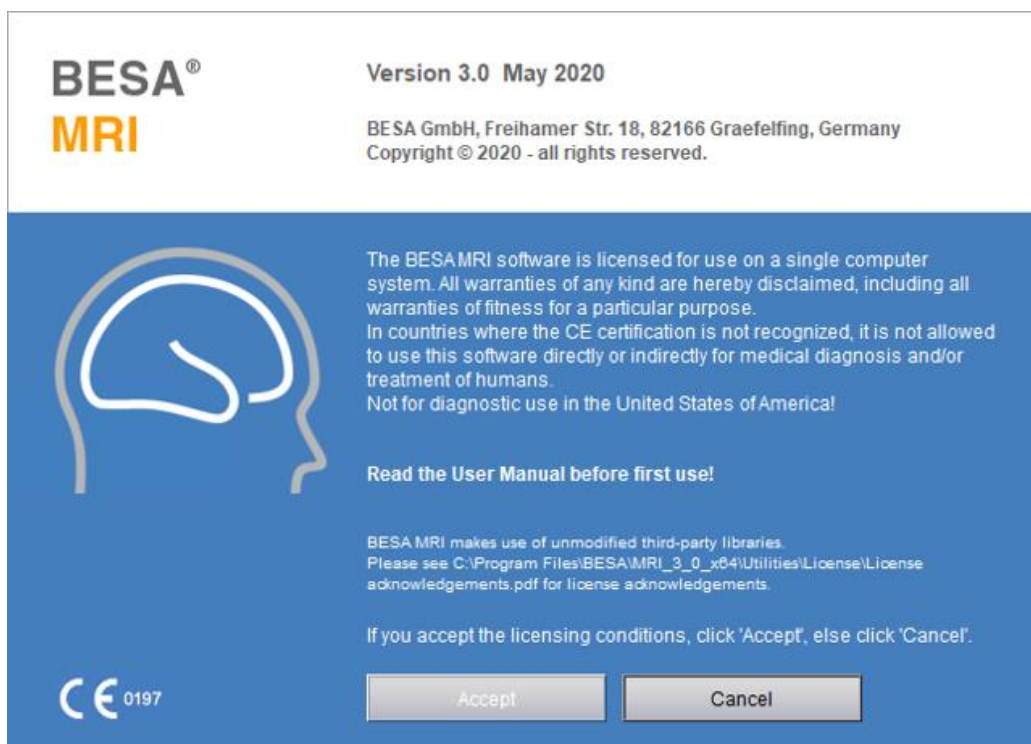 BESA®
MRI
Version 3.0 May 2020
BESA GmbH, Freihamer Str. 18, 82166 Graefelfing, Germany
Copyright © 2020 - all rights reserved.
The BESA MRI software is licensed for use on a single computer
system. All warranties of any kind are hereby disclaimed, including all
warranties of fitness for a particular purpose.
In countries where the CE certification is not recognized, it is not allowed
to use this software directly or indirectly for medical diagnosis and/or
treatment of humans.
Not for diagnostic use in the United States of America!
Read the User Manual before first use!
BESA MRI makes use of unmodified third-party libraries.
Please see C:\Program Files\BESA\MRI_3_0_x64\Utilities\License\License
acknowledgements.pdf for license acknowledgements.
If you accept the licensing conditions, click 'Accept', else click 'Cancel'.
CE 0197
Accept
Cancel